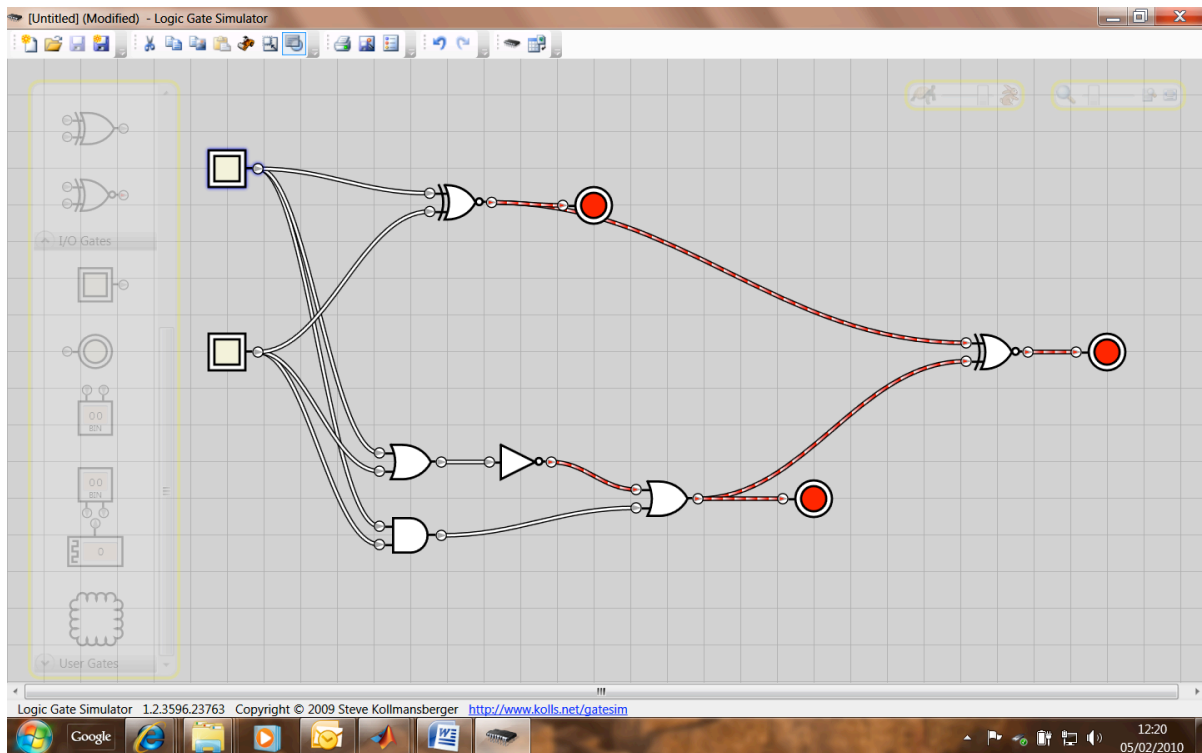 [Untitled] (Modified) - Logic Gate Simulator
I/O Gates
00
BIN
00
BIN
0
User Gates
Logic Gate Simulator 1.2.3596.23763 Copyright © 2009 Steve Kollmansberger http://www.kolls.net/gatesim
Google
12:20
05/02/2010